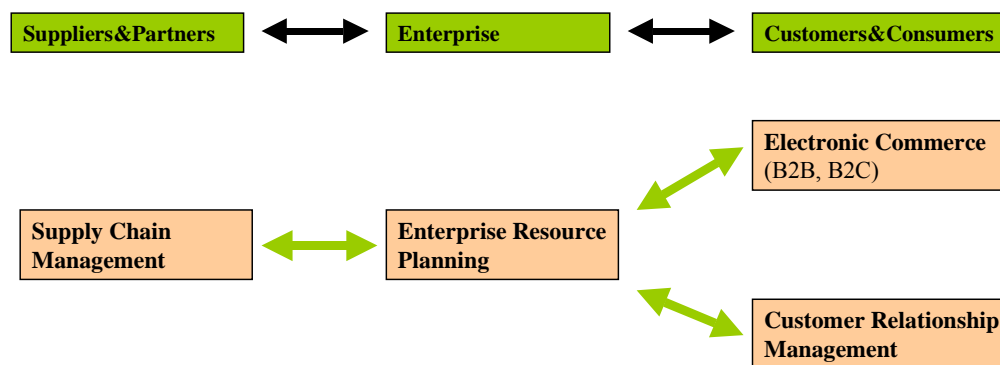 Suppliers&Partners
Enterprise
Customers&Consumers
Electronic Commerce
(B2B, B2C)
Supply Chain
Management
Enterprise Resource
Planning
Customer Relationship
Management